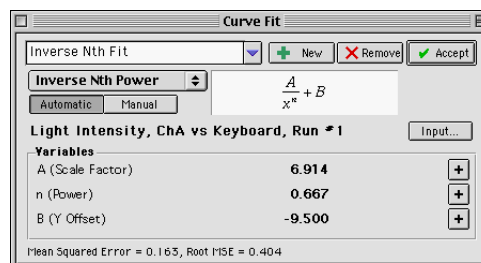 Curve Fit
Inverse Nth Fit New Remove Accept
Inverse Nth Power
A/x^n + B
Automatic Manual
Light Intensity, ChA vs Keyboard, Run #1 Input...
Variables
A (Scale Factor) 6.914 +
n (Power) 0.667 +
B (Y Offset) -9.500 +
Mean Squared Error = 0.163, Root MSE = 0.404